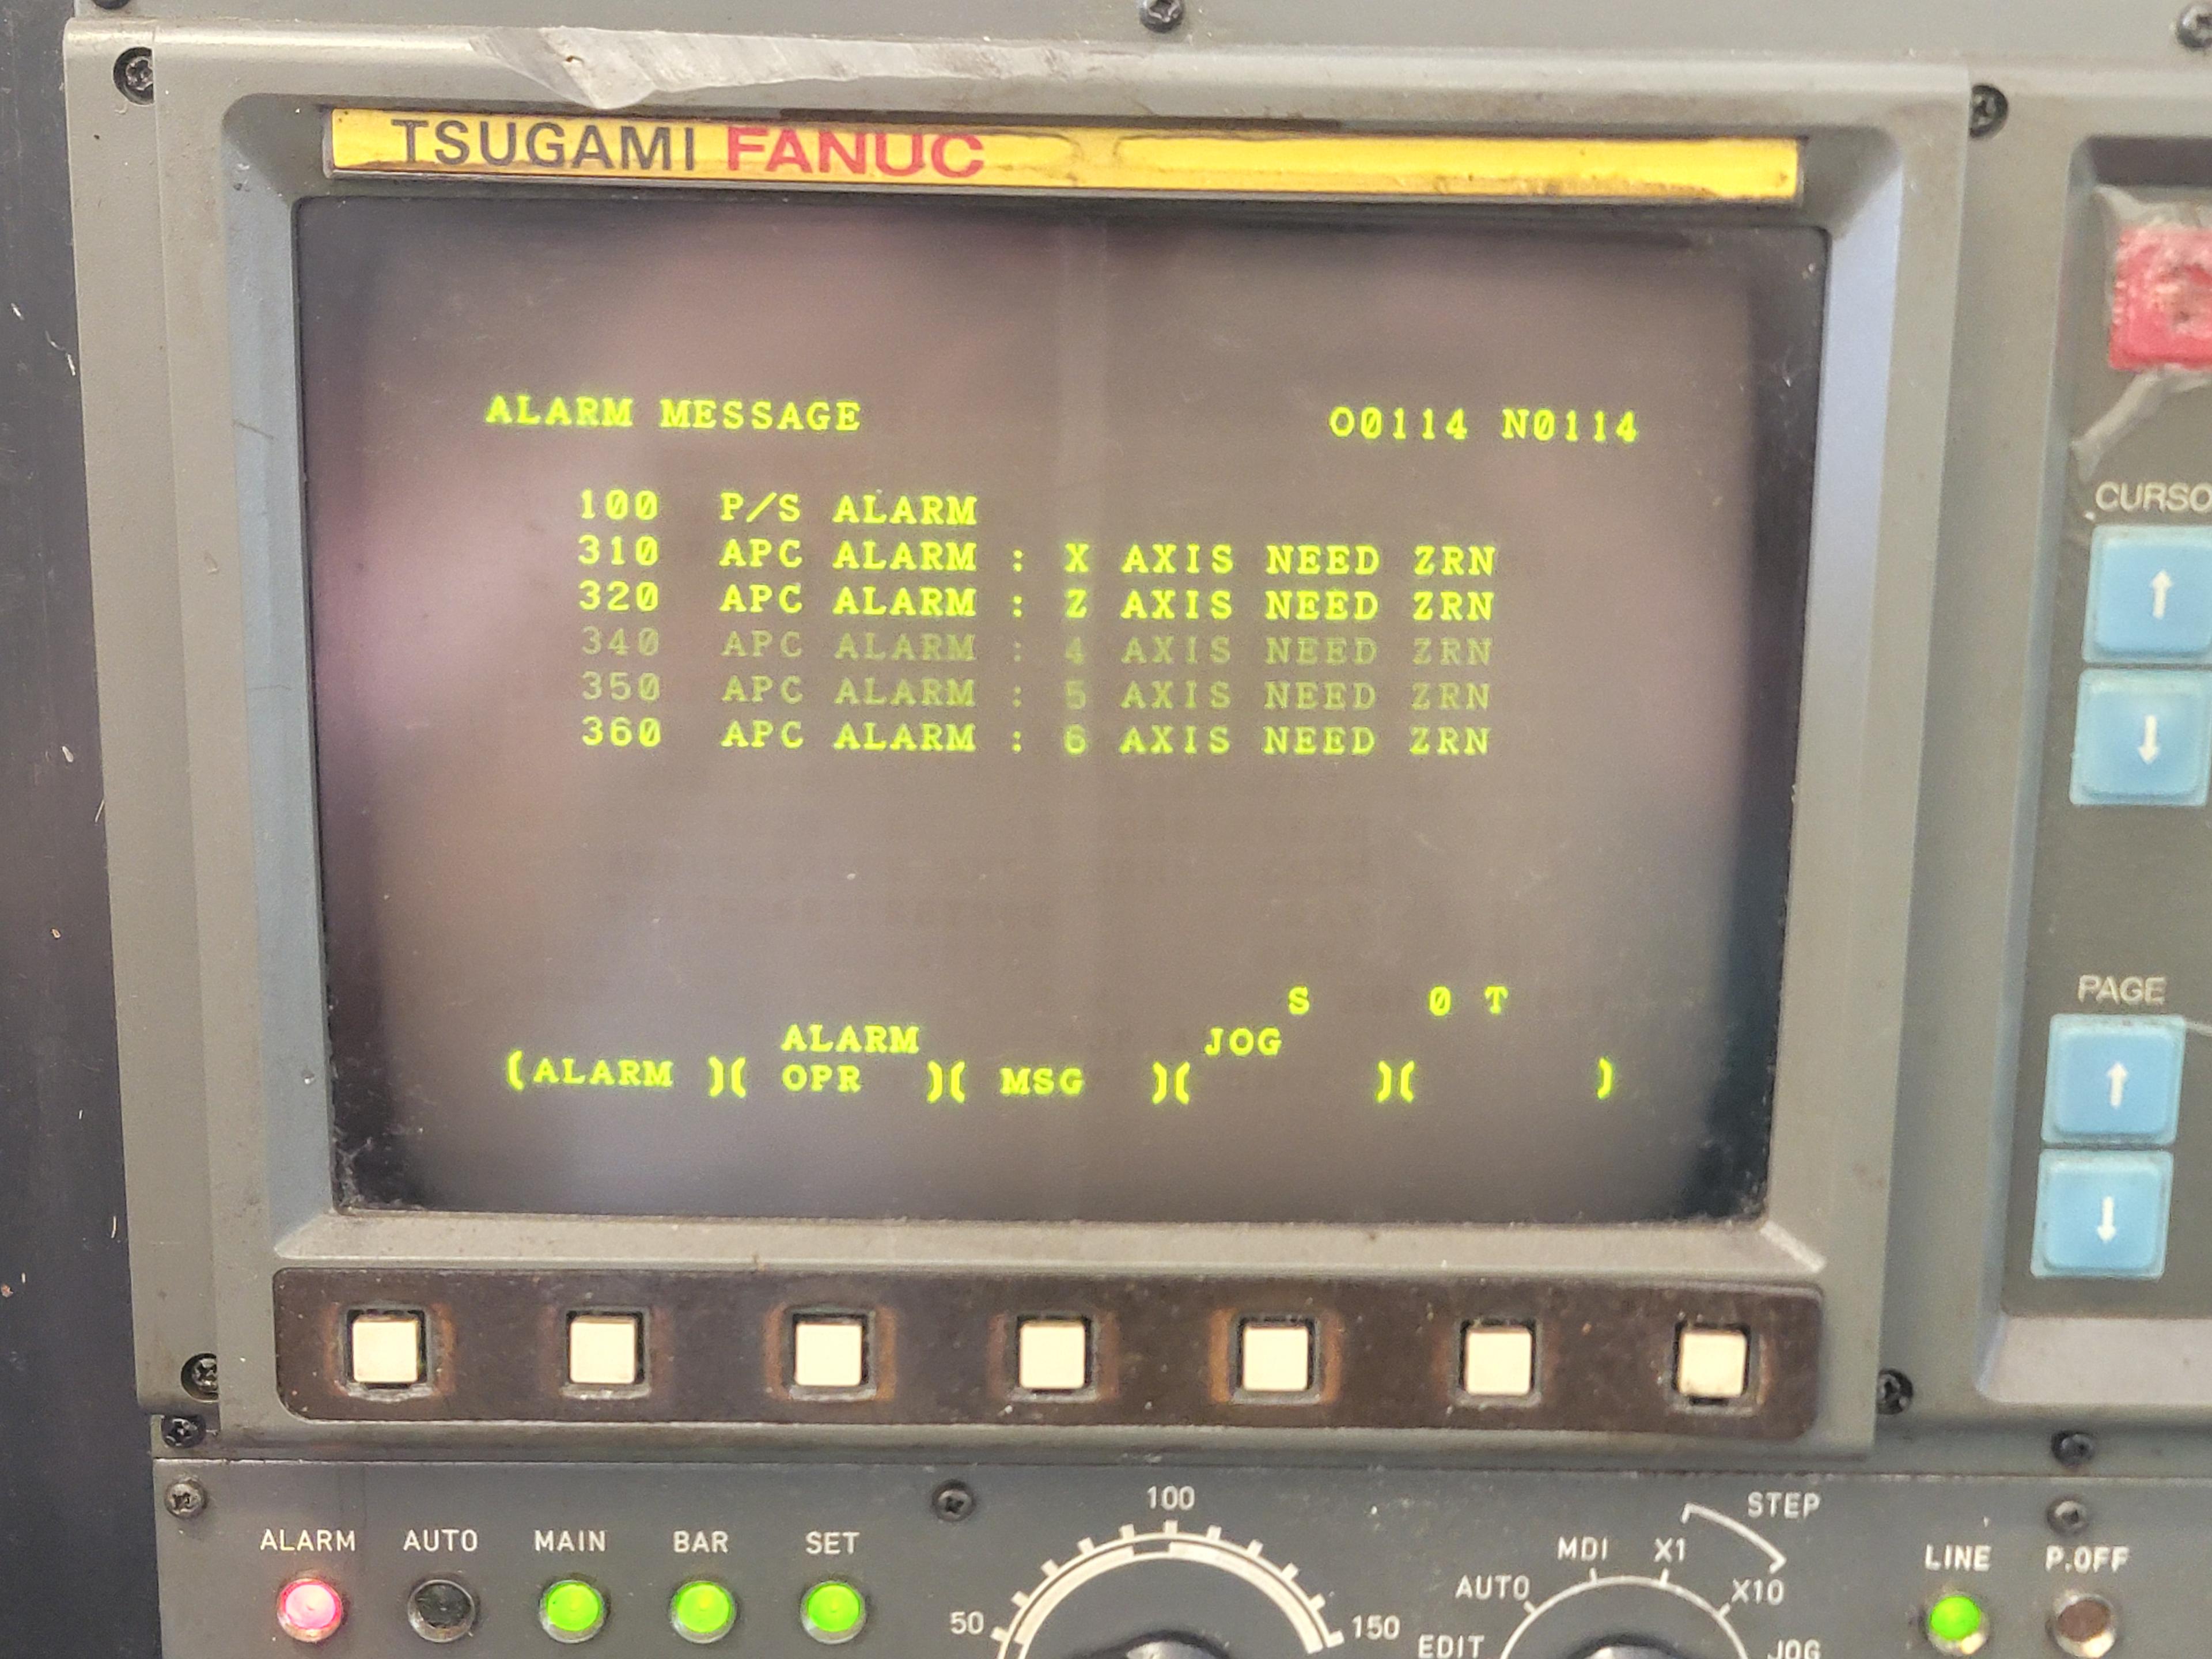 TSUGAMI FANUC
ALARM MESSAGE O0114 N0114
100 P/S ALARM
310 APC ALARM : X AXIS NEED ZRN
320 APC ALARM : Z AXIS NEED ZRN
340 APC ALARM : 4 AXIS NEED ZRN
350 APC ALARM : 5 AXIS NEED ZRN
360 APC ALARM : 6 AXIS NEED ZRN
S 0 T
ALARM JOG
(ALARM )( OPR )( MSG )( )( )
CURSO
↑
↓
PAGE
↑
↓
ALARM AUTO MAIN BAR SET
50 100 150
EDIT AUTO MDI X1 X10 JOG
STEP
LINE P.OFF